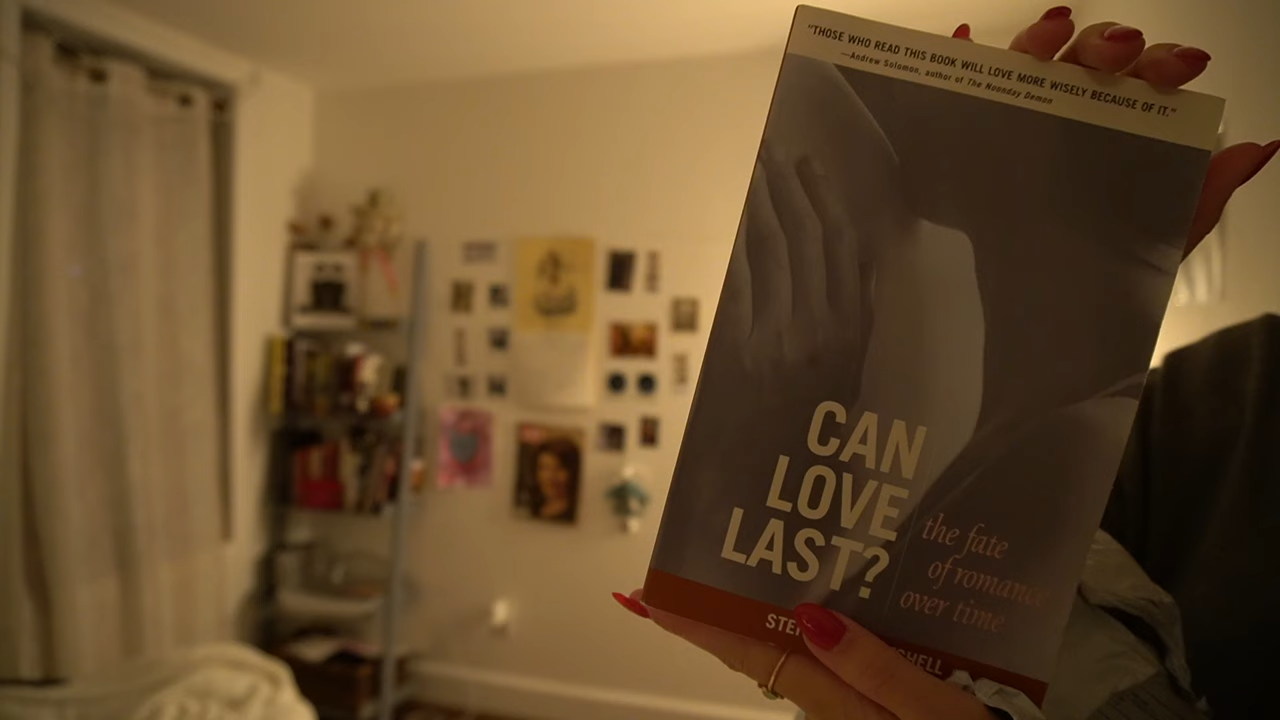 "THOSE WHO READ THIS BOOK WILL LOVE MORE WISELY BECAUSE OF IT."
—Andrew Solomon, author of The Noonday Demon
CAN
LOVE
LAST?
the fate
of romance
over time